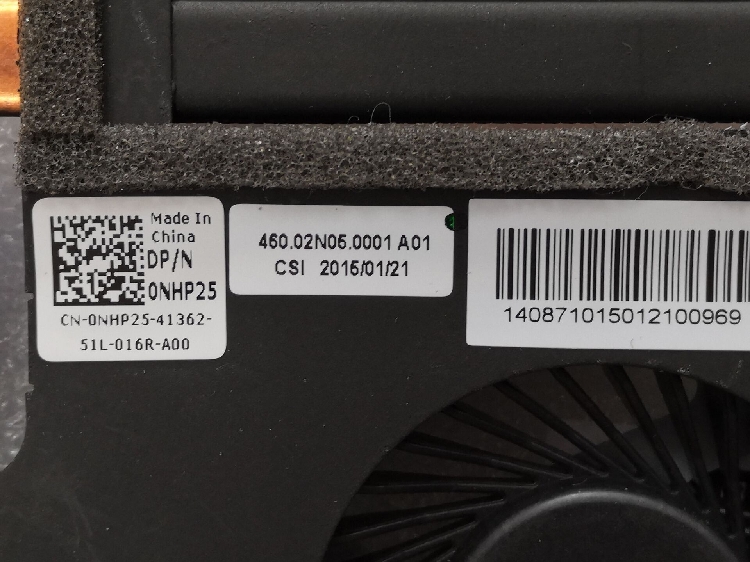 Made In
China
DP/N
0NHP25
CN-0NHP25-41362-
51L-016R-A00
460.02N05.0001 A01
CSI 2015/01/21
140871015012100969